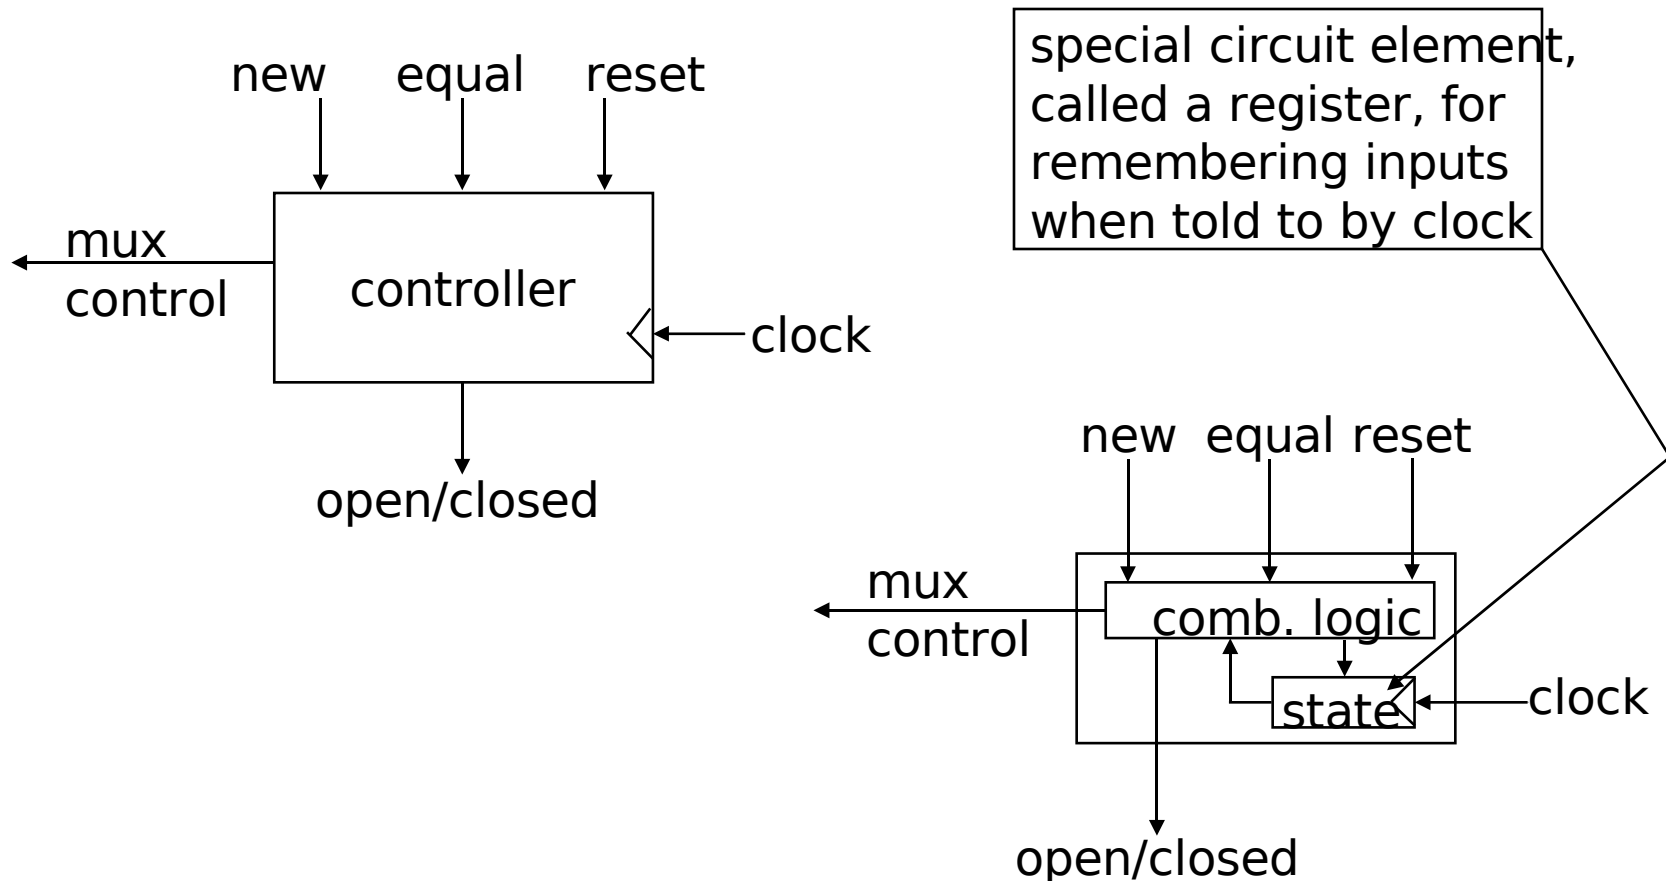 new equal reset
mux
control
controller
clock
open/closed
special circuit element,
called a register, for
remembering inputs
when told to by clock
new equal reset
mux
control
comb. logic
state
clock
open/closed